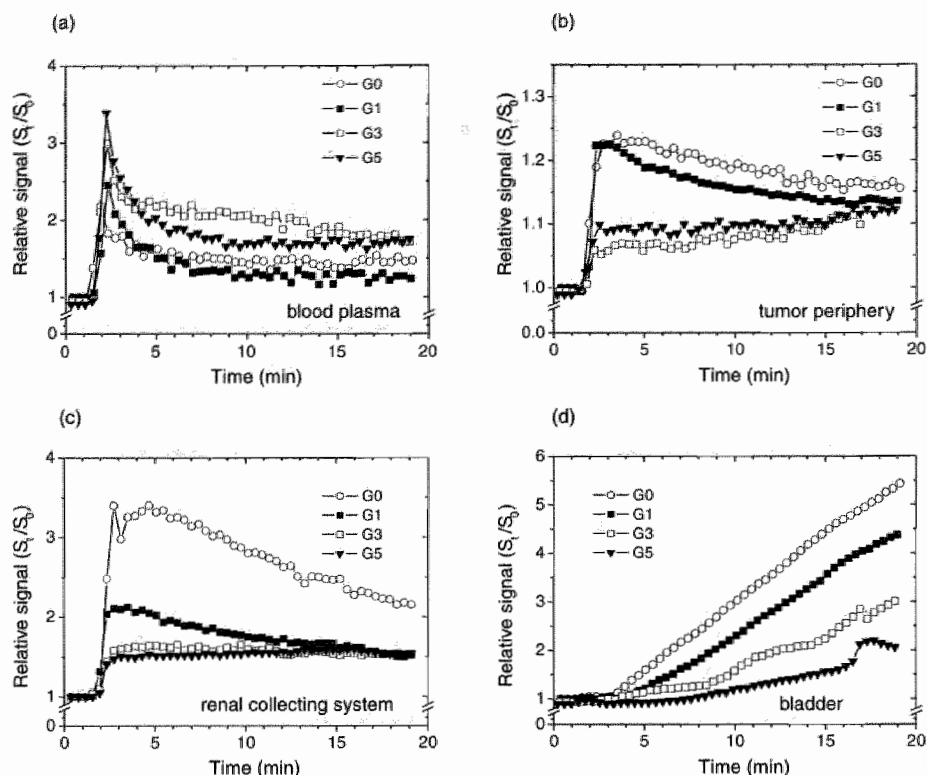 (a)
Relative signal (St/S0)
4
3
2
1
0
G0
G1
G3
G5
blood plasma
0 5 10 15 20
Time (min)
(b)
Relative signal (St/S0)
1.3
1.2
1.1
1.0
0.0
G0
G1
G3
G5
tumor periphery
0 5 10 15 20
Time (min)
(c)
Relative signal (St/S0)
4
3
2
1
0
G0
G1
G3
G5
renal collecting system
0 5 10 15 20
Time (min)
(d)
Relative signal (St/S0)
6
5
4
3
2
1
0
G0
G1
G3
G5
bladder
0 5 10 15 20
Time (min)